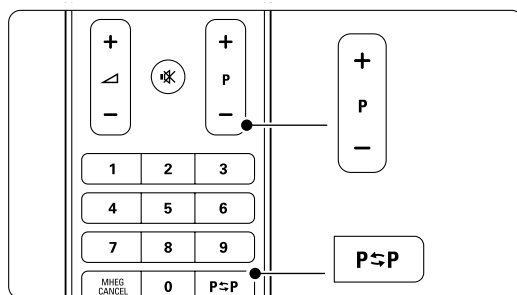 + +
P
− −
+
P
−
1 2 3
4 5 6
7 8 9
MHEG
CANCEL 0 P⇆P
P⇆P